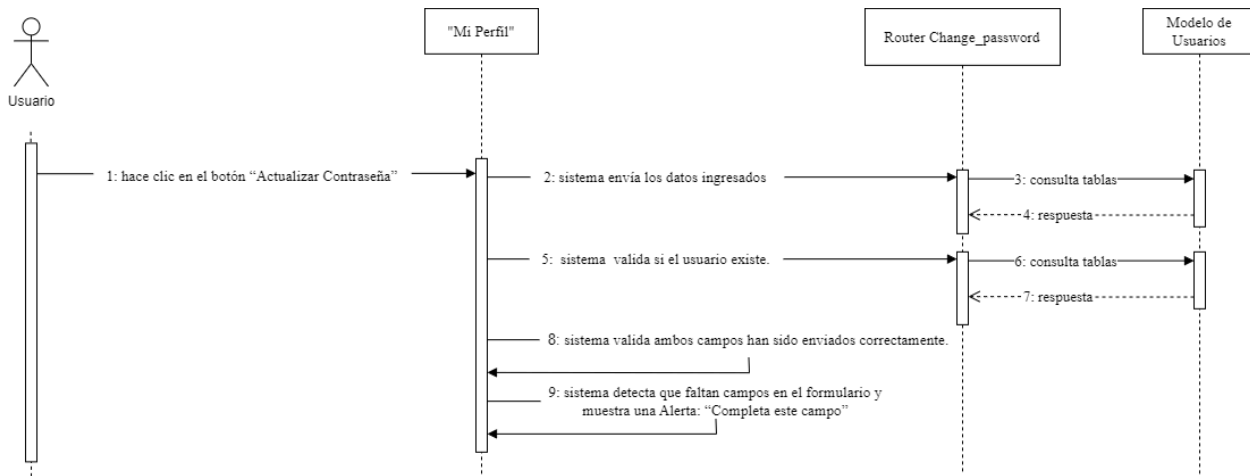 "Mi Perfil"
Router Change_password
Modelo de
Usuarios
Usuario
1: hace clic en el botón “Actualizar Contraseña”
2: sistema envía los datos ingresados
3: consulta tablas
4: respuesta
5: sistema valida si el usuario existe.
6: consulta tablas
7: respuesta
8: sistema valida ambos campos han sido enviados correctamente.
9: sistema detecta que faltan campos en el formulario y
muestra una Alerta: “Completa este campo”